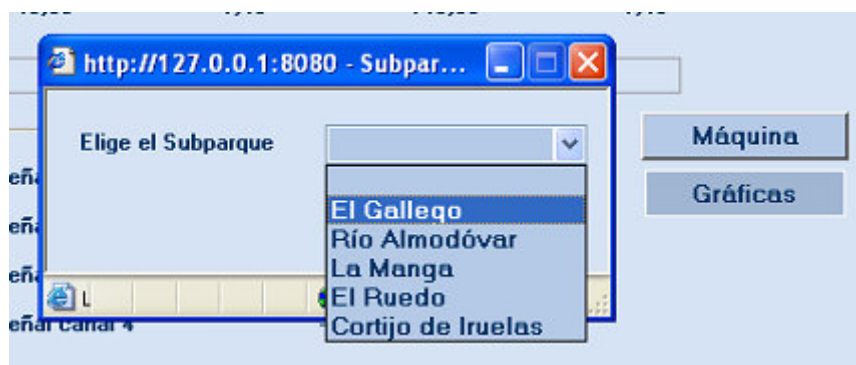 http://127.0.0.1:8080 - Subpar...
Elige el Subparque
Máquina
Gráficas
El Gallego
Río Almodóvar
La Manga
El Ruedo
Cortijo de Iruelas
L